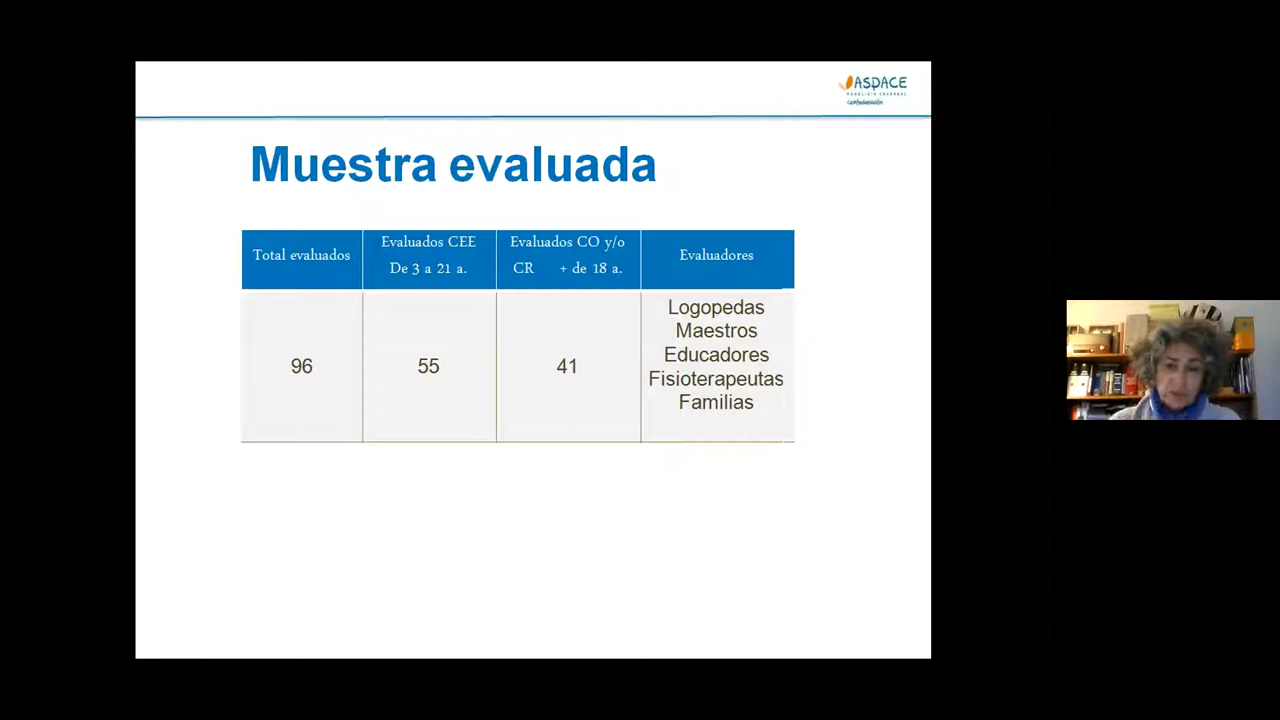 ASPACE
Confederación
Muestra evaluada
Total evaluados
Evaluados CEE
De 3 a 21 a.
Evaluados CO y/o
CR + de 18 a.
Evaluadores
96
55
41
Logopedas
Maestros
Educadores
Fisioterapeutas
Familias